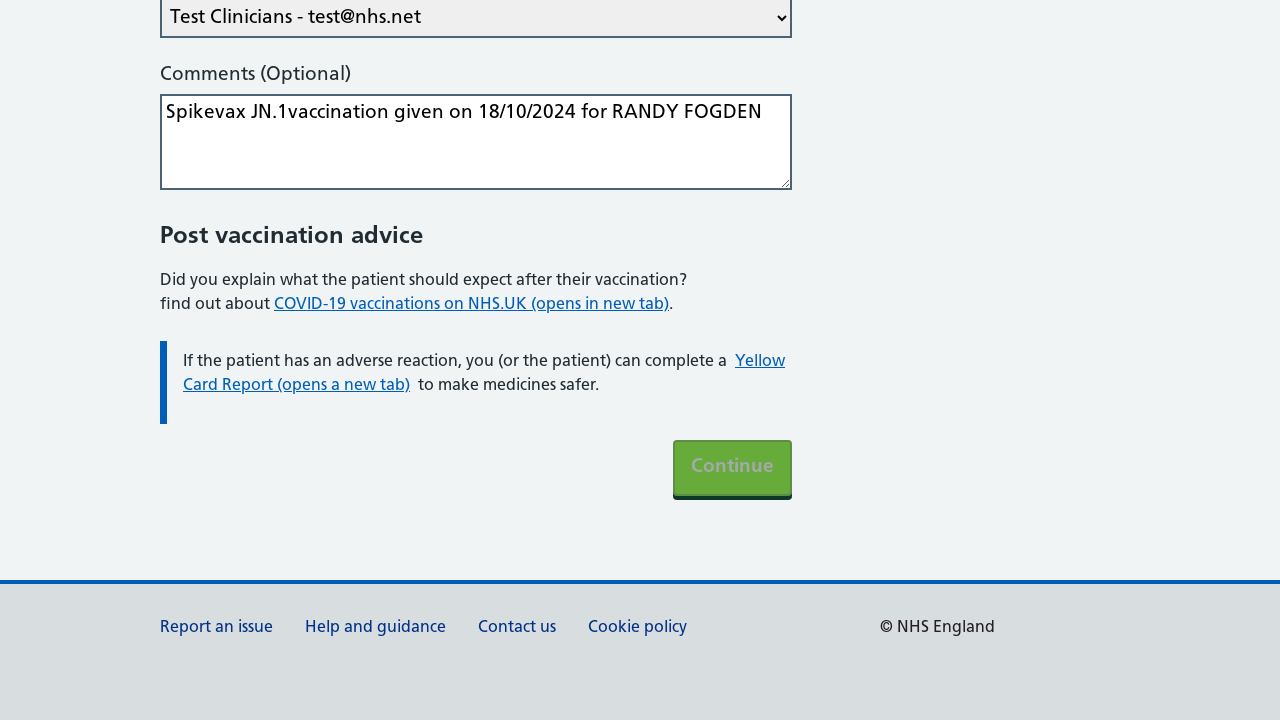 Test Clinicians - test@nhs.net
Comments (Optional)
Spikevax JN.1vaccination given on 18/10/2024 for RANDY FOGDEN
Post vaccination advice
Did you explain what the patient should expect after their vaccination?
find out about COVID-19 vaccinations on NHS.UK (opens in new tab).
If the patient has an adverse reaction, you (or the patient) can complete a Yellow
Card Report (opens a new tab) to make medicines safer.
Continue
Report an issue Help and guidance Contact us Cookie policy © NHS England